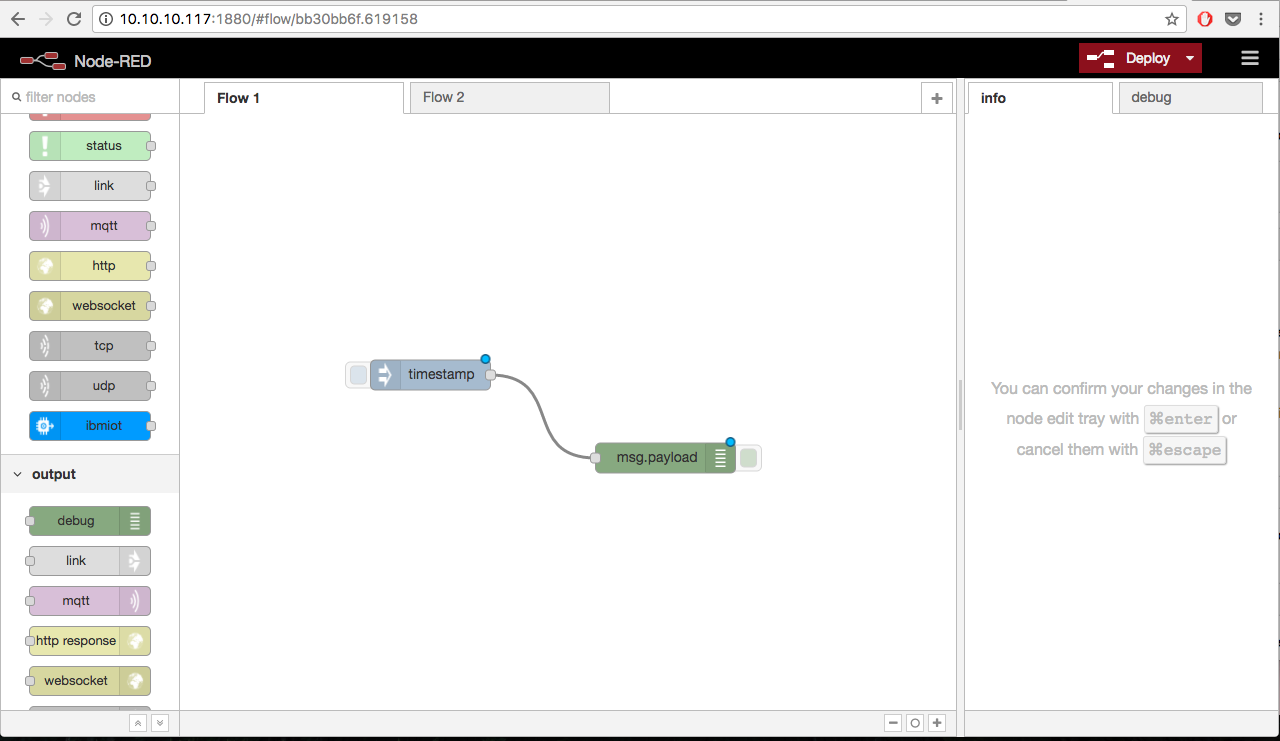 10.10.10.117:1880/#flow/bb30bb6f.619158
Node-RED
Deploy
filter nodes
Flow 1
Flow 2
info
debug
status
link
mqtt
http
websocket
tcp
udp
ibmiot
output
debug
link
mqtt
http response
websocket
timestamp
msg.payload
You can confirm your changes in the
node edit tray with ⌘enter or
cancel them with ⌘escape